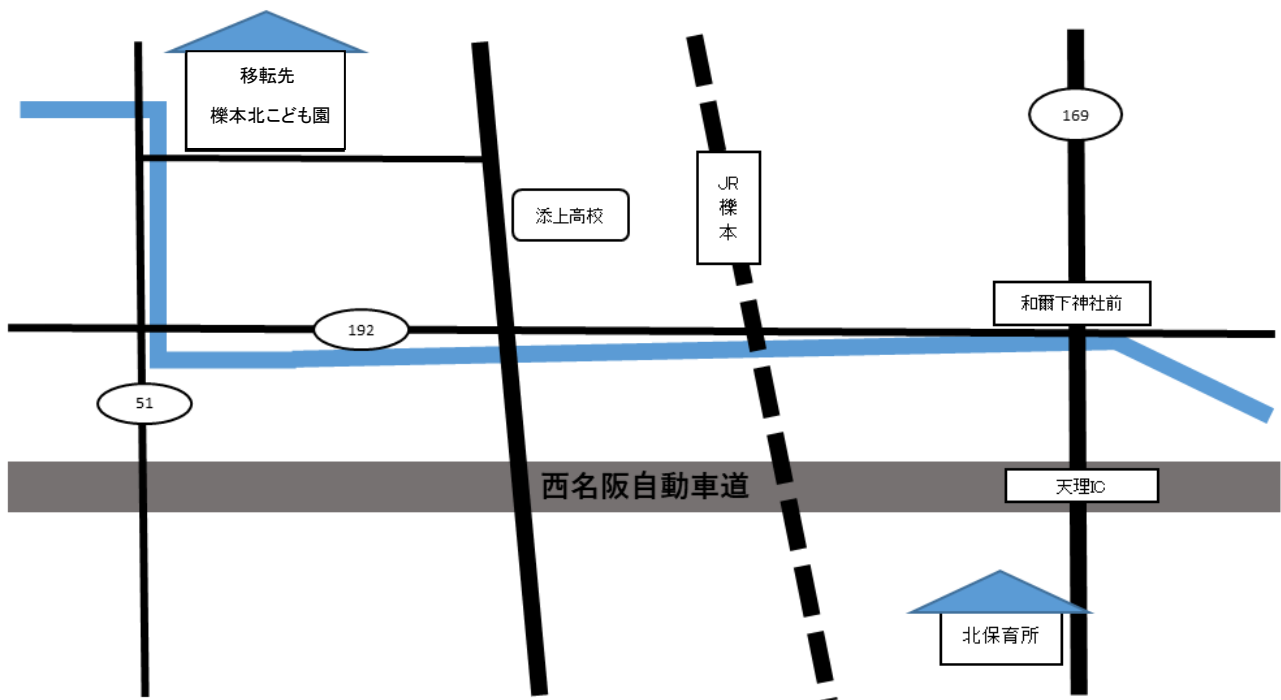 移転先
櫟本北こども園
169
JR
櫟
本
添上高校
和爾下神社前
192
51
西名阪自動車道
天理IC
北保育所